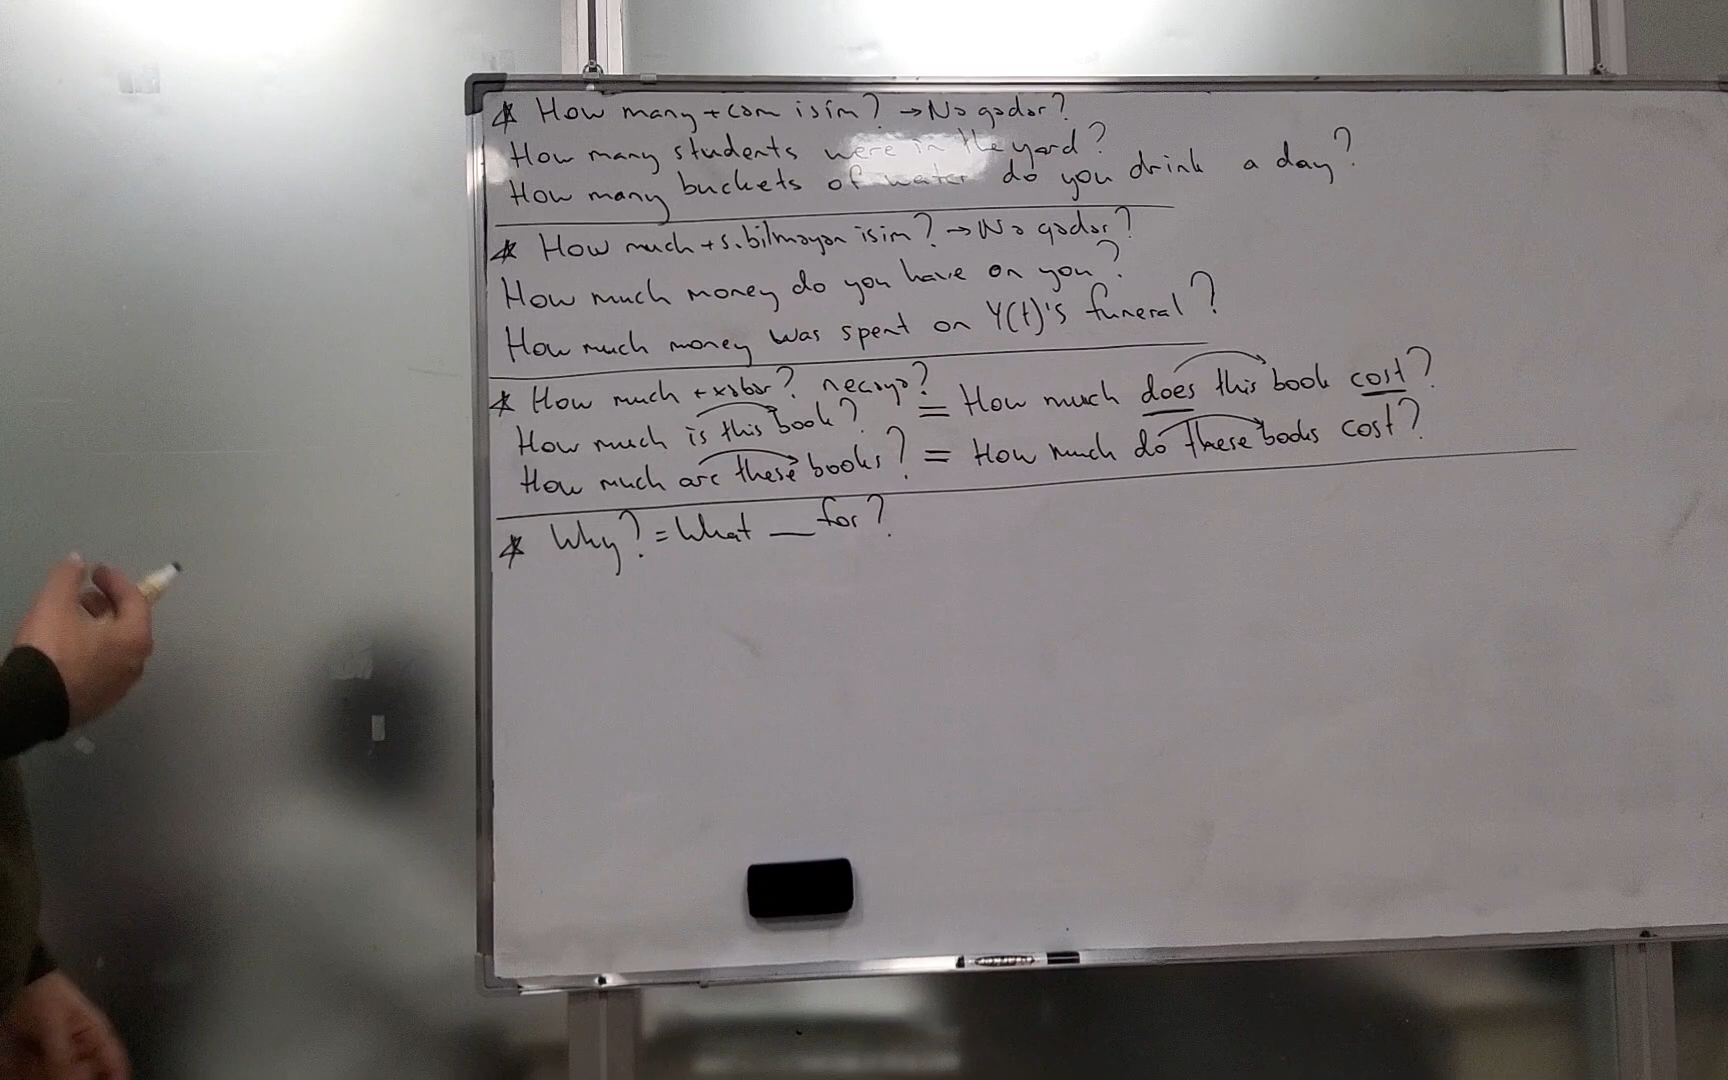 * How many + cəm isim? → Nə qədər?
How many students were in the yard?
How many buckets of water do you drink a day?
* How much + s.bilməyən isim? → Nə qədər?
How much money do you have on you?
How much money was spent on Y(t)'s funeral?
* How much + xəbər? neçəyə?
How much is this book? = How much does this book cost?
How much are these books? = How much do these books cost?
* Why? = What __ for?